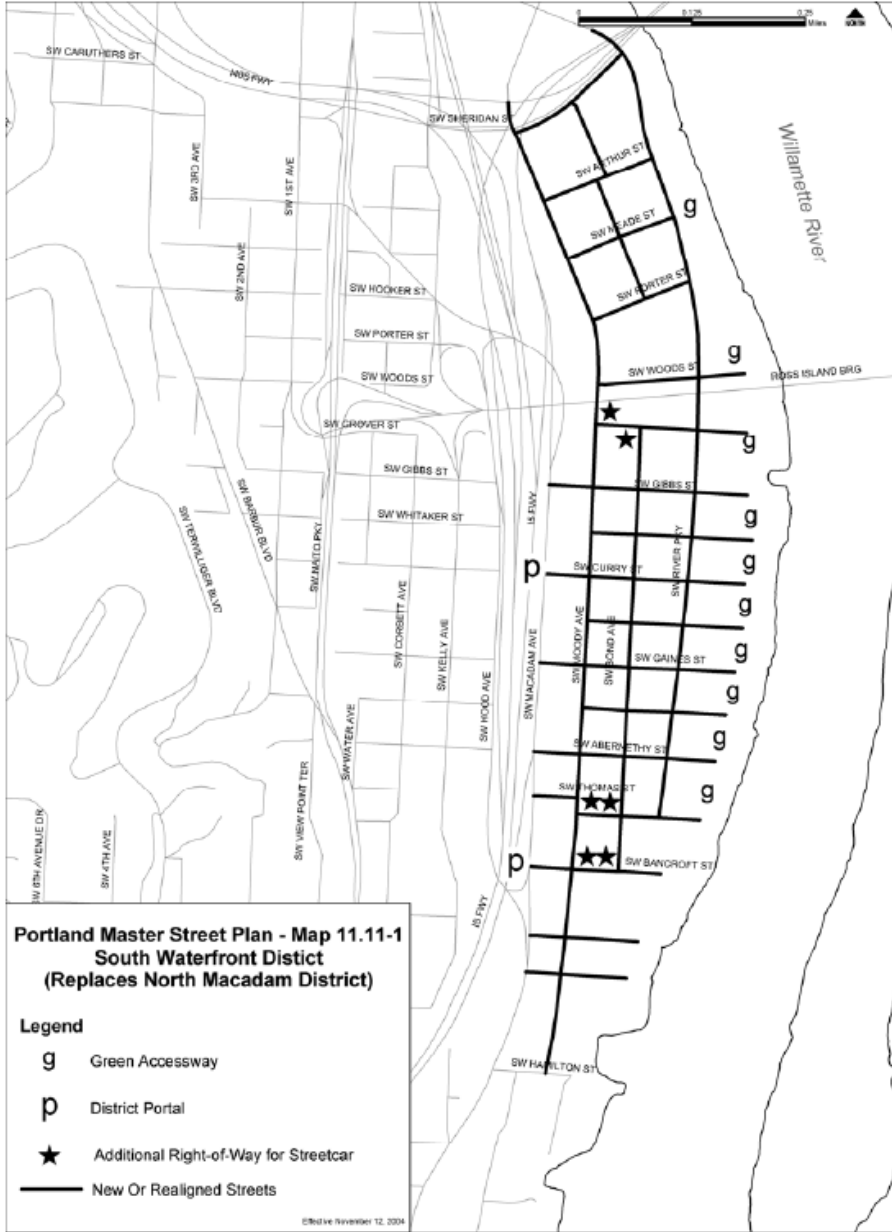 0 0.125 0.25
Miles
NORTH
SW CARUTHERS ST
I405 FWY
SW SHERIDAN ST
Willamette River
SW 3RD AVE
SW 1ST AVE
SW ARTHUR ST
g
SW MEADE ST
SW 2ND AVE
SW HOOKER ST
SW PORTER ST
SW PORTER ST
g
SW WOODS ST
SW WOODS ST
ROSS ISLAND BRG
SW GROVER ST
g
SW GIBBS ST
SW GIBBS ST
SW BARBUR BLVD
SW TERWILLIGER BLVD
SW WHITAKER ST
I5 FWY
g
SW NAITO PKY
SW RIVER PKY
p
SW CURRY ST
g
SW CORBETT AVE
SW KELLY AVE
SW MOODY AVE
SW BOND AVE
g
SW MACADAM AVE
SW GAINES ST
g
SW HOOD AVE
g
SW WATER AVE
SW ABERNETHY ST
g
SW THOMAS ST
g
SW VIEW POINT TER
SW 6TH AVENUE DR
SW 4TH AVE
p
SW BANCROFT ST
I5 FWY
SW HAMILTON ST
Portland Master Street Plan - Map 11.11-1
South Waterfront Distict
(Replaces North Macadam District)
Legend
g Green Accessway
p District Portal
Additional Right-of-Way for Streetcar
New Or Realigned Streets
Effective November 12, 2004